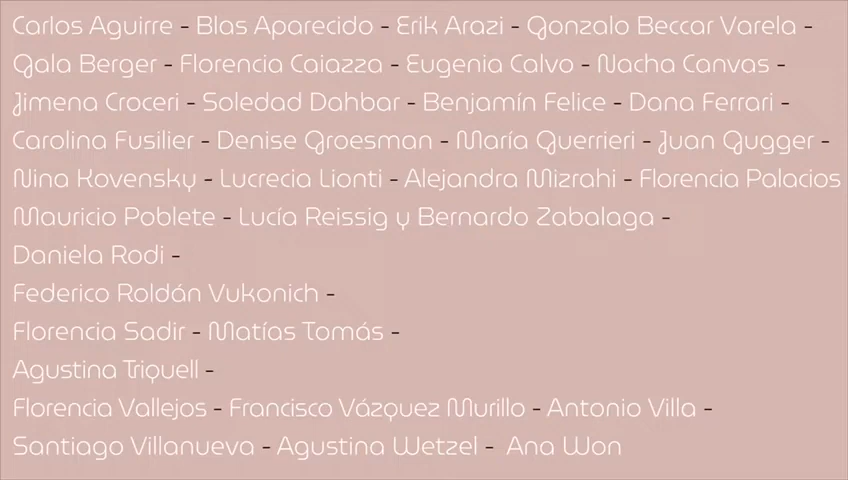 Carlos Aguirre - Blas Aparecido - Erik Arazi - Gonzalo Beccar Varela -
Gala Berger - Florencia Caiazza - Eugenia Calvo - Nacha Canvas -
Jimena Croceri - Soledad Dahbar - Benjamín Felice - Dana Ferrari -
Carolina Fusilier - Denise Groesman - María Guerrieri - Juan Gugger -
Nina Kovensky - Lucrecia Lionti - Alejandra Mizrahi - Florencia Palacios
Mauricio Poblete - Lucía Reissig y Bernardo Zabalaga -
Daniela Rodi -
Federico Roldán Vukonich -
Florencia Sadir - Matías Tomás -
Agustina Triquell -
Florencia Vallejos - Francisco Vázquez Murillo - Antonio Villa -
Santiago Villanueva - Agustina Wetzel - Ana Won